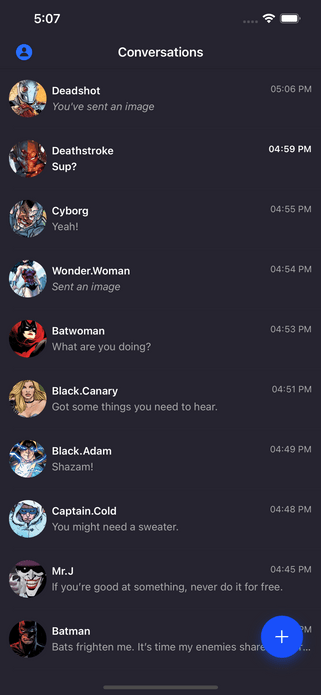 5:07
Conversations
Deadshot 05:06 PM
You've sent an image
Deathstroke 04:59 PM
Sup?
Cyborg 04:55 PM
Yeah!
Wonder.Woman 04:54 PM
Sent an image
Batwoman 04:53 PM
What are you doing?
Black.Canary 04:51 PM
Got some things you need to hear.
Black.Adam 04:49 PM
Shazam!
Captain.Cold 04:48 PM
You might need a sweater.
Mr.J 04:45 PM
If you're good at something, never do it for free.
Batman PM
Bats frighten me. It's time my enemies share